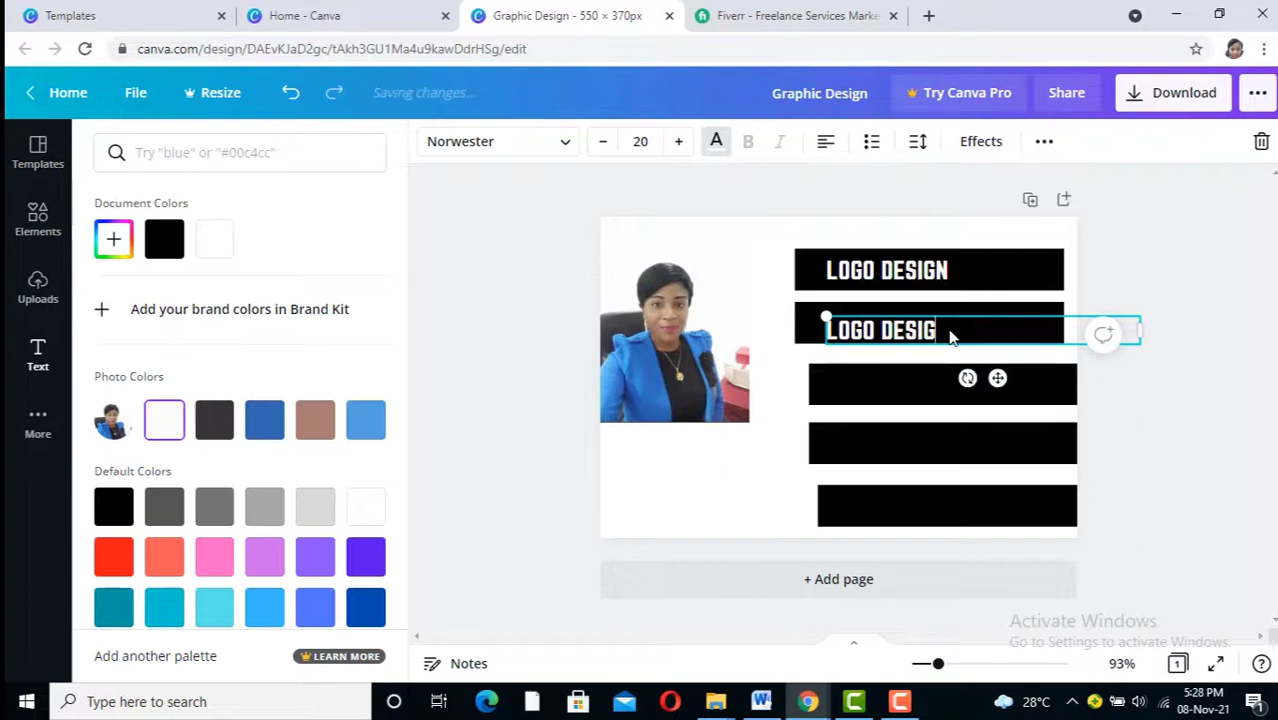 Templates
Home - Canva
Graphic Design - 550 × 370px
Fiverr - Freelance Services Marke
canva.com/design/DAEvKJaD2gc/tAkh3GU1Ma4u9kawDdrHSg/edit
Home
File
Resize
Saving changes...
Graphic Design
Try Canva Pro
Share
Download
Try "blue" or "#00c4cc"
Norwester
20
A
B
I
Effects
Templates
Elements
Uploads
Text
More
Document Colors
Add your brand colors in Brand Kit
Photo Colors
Default Colors
Add another palette
LEARN MORE
LOGO DESIGN
LOGO DESIG
+ Add page
Activate Windows
Go to Settings to activate Windows.
Notes
93%
1
Type here to search
28°C
5:28 PM
08-Nov-21
1